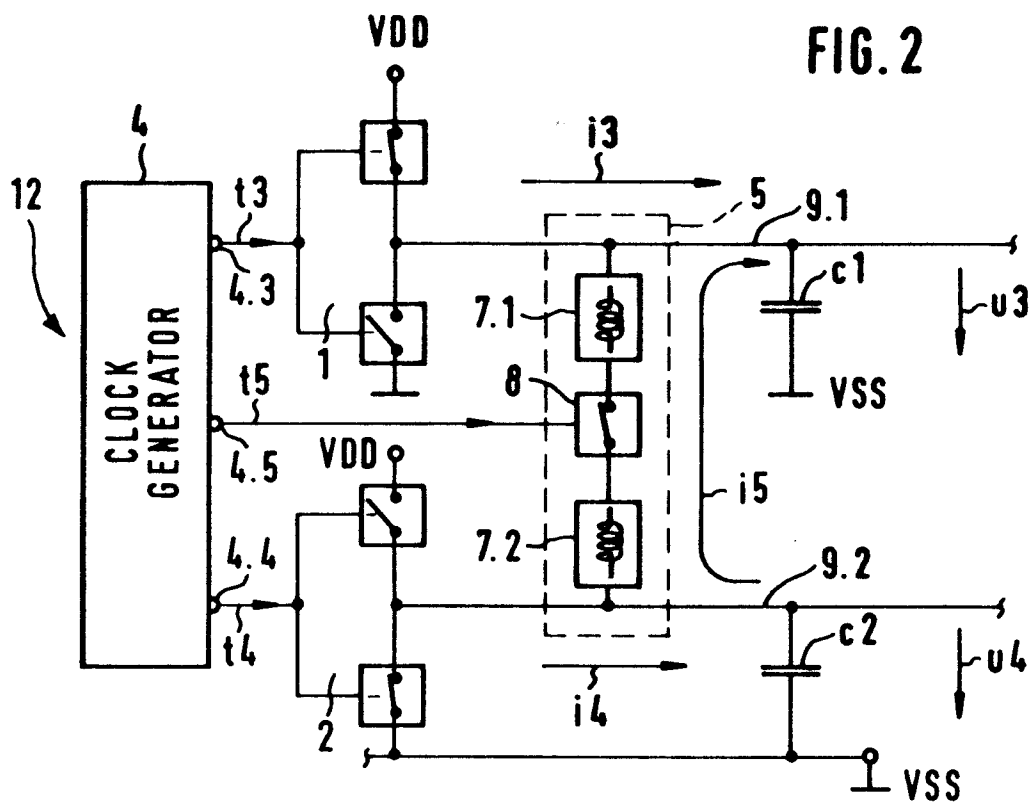 FIG. 2
VDD
4
12
t3
4.3
1
i3
5
9.1
c1
u3
7.1
8
VSS
t5
4.5
CLOCK
GENERATOR
VDD
i5
7.2
4.4
t4
9.2
c2
u4
2
i4
VSS